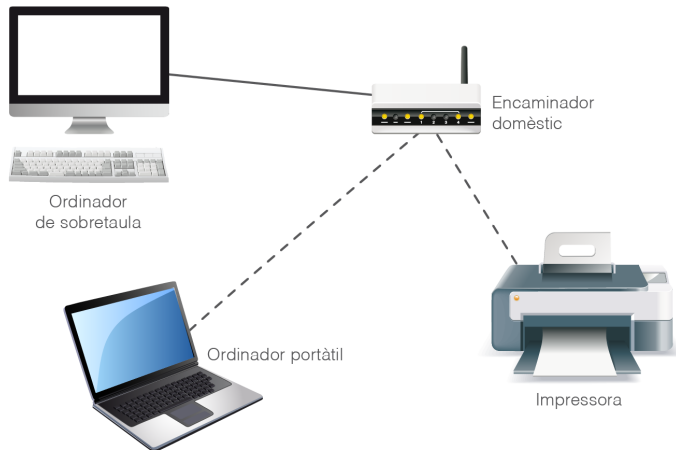 Encaminador
domèstic
Ordinador
de sobretaula
Ordinador portàtil
Impressora